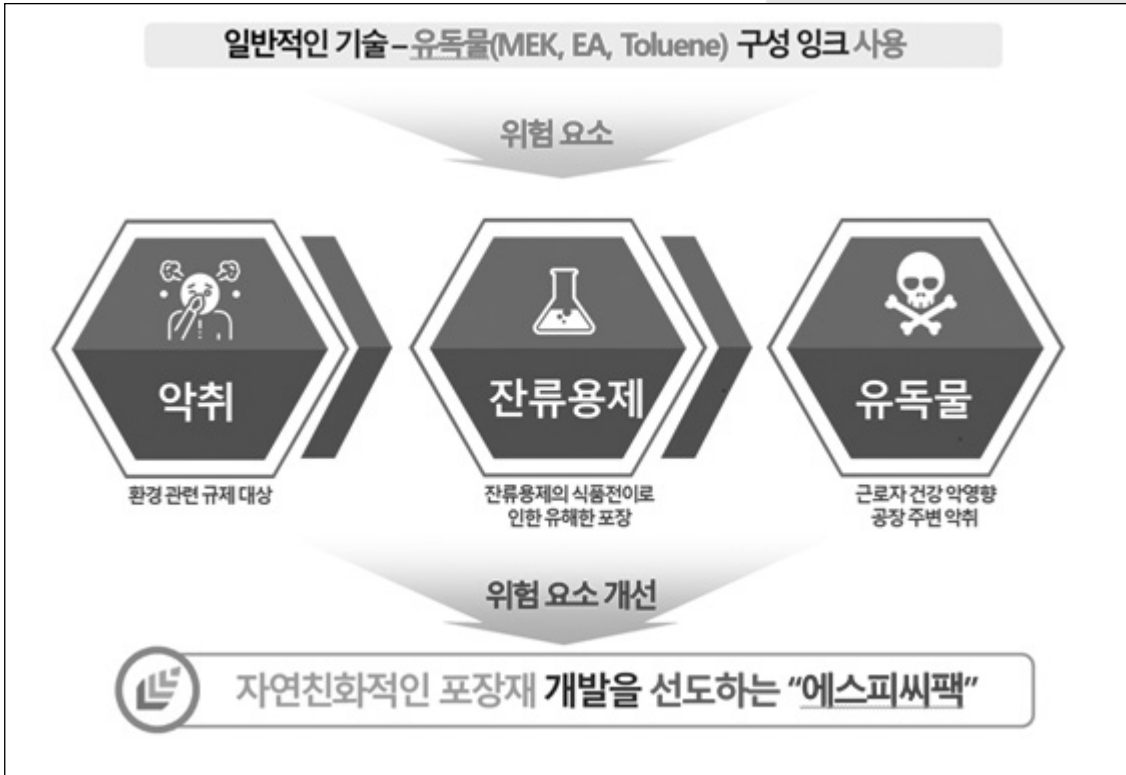 일반적인 기술 – 유독물(MEK, EA, Toluene) 구성 잉크 사용
위험 요소
악취
잔류용제
유독물
환경 관련 규제 대상
잔류용제의 식품전이로
인한 유해한 포장
근로자 건강 악영향
공장 주변 악취
위험 요소 개선
자연친화적인 포장재 개발을 선도하는 “에스피씨팩”